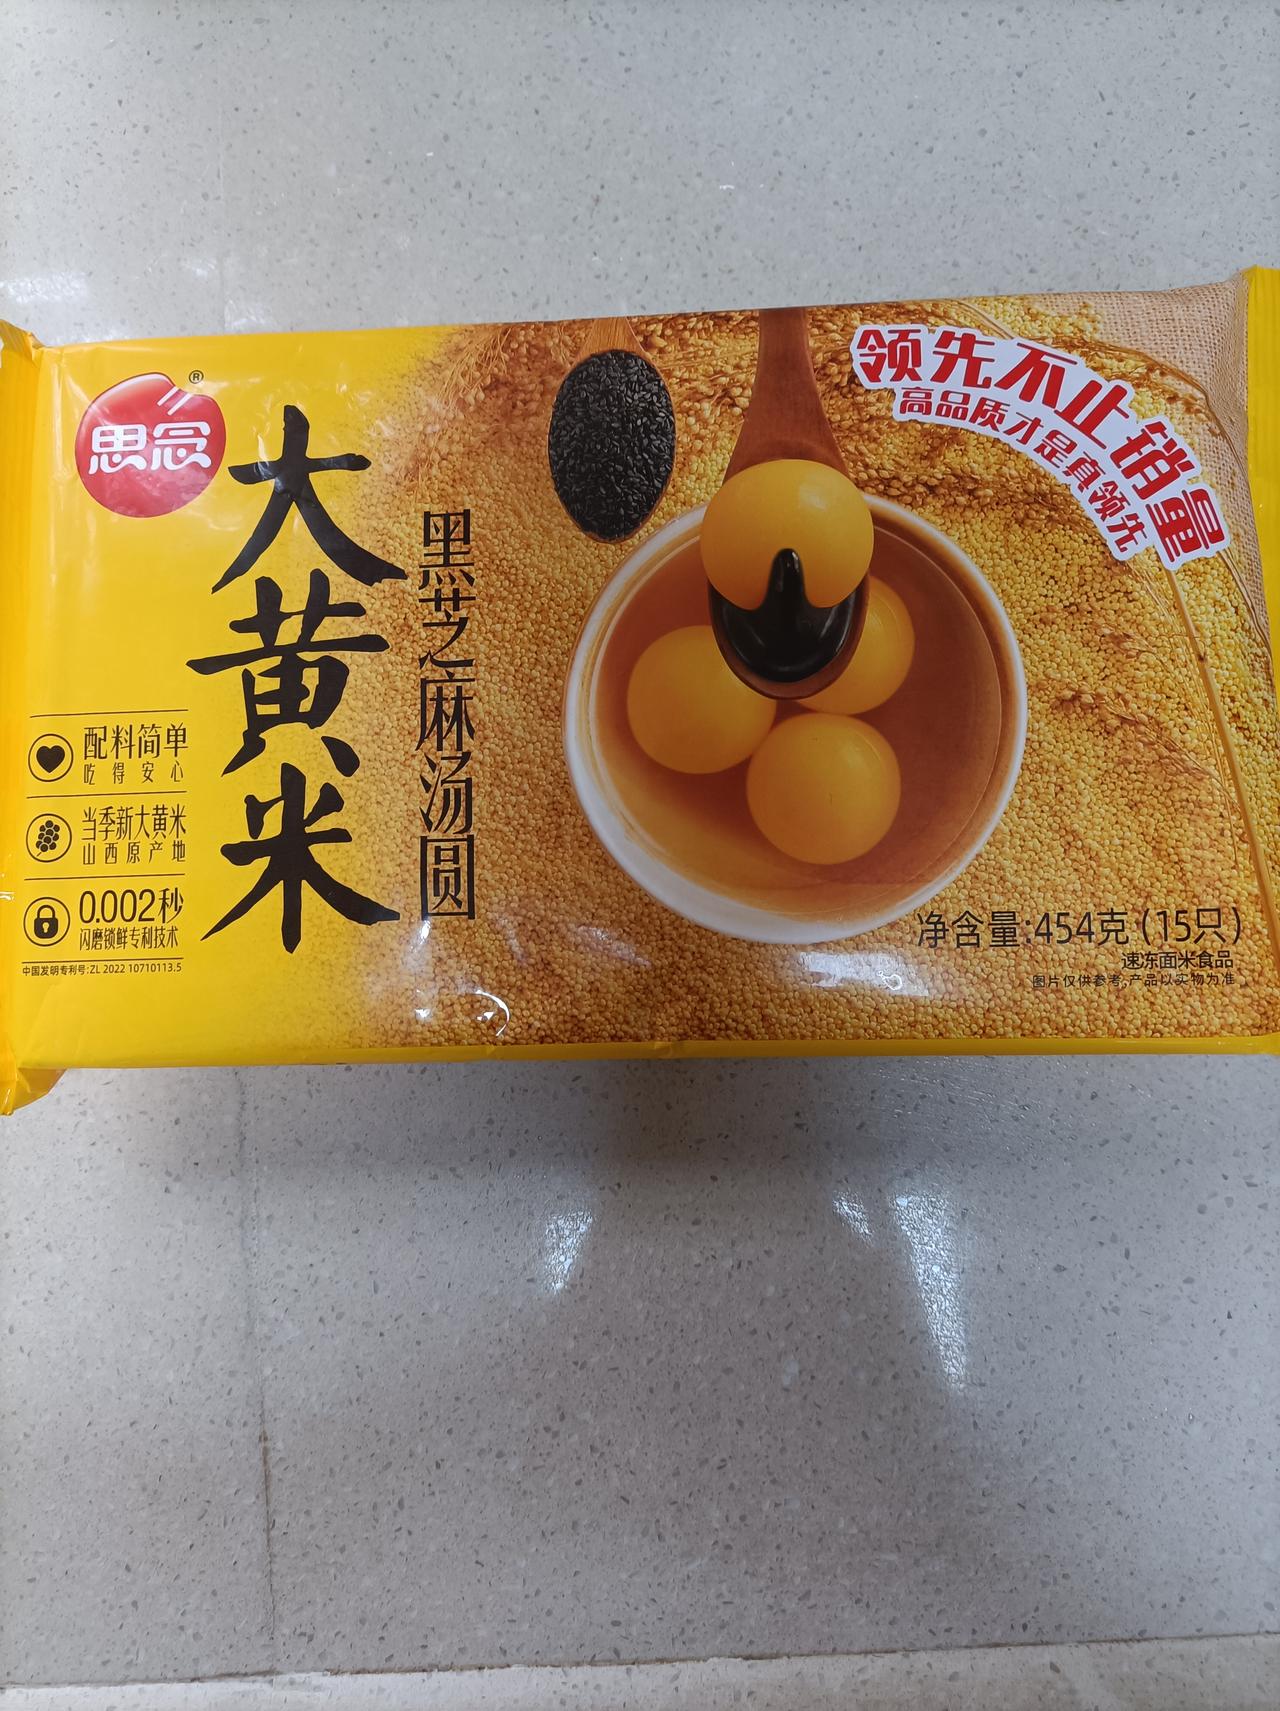 思念®
大黄米
黑芝麻汤圆
领先不止销量
高品质才是真领先
配料简单
吃得安心
当季新大黄米
山西原产地
0.002秒
闪磨锁鲜专利技术
中国发明专利号:ZL 2022 10710113.5
净含量:454克(15只)
速冻面米食品
图片仅供参考,产品以实物为准